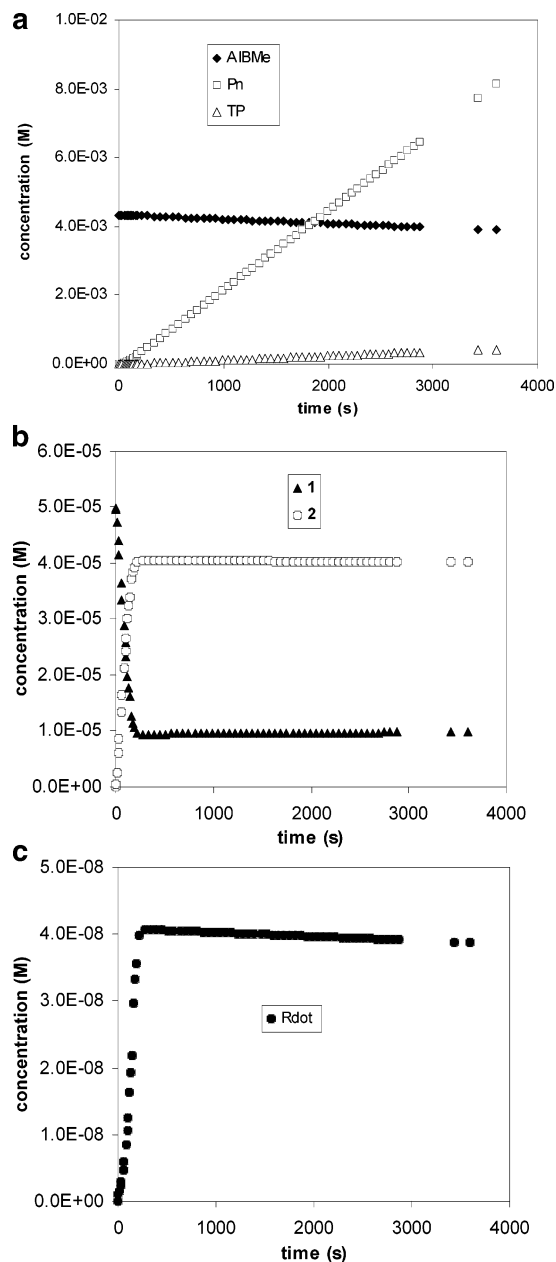 a
1.0E-02
8.0E-03
6.0E-03
4.0E-03
2.0E-03
0.0E+00
concentration (M)
AIBMe
Pn
TP
0 1000 2000 3000 4000
time (s)
b
6.0E-05
5.0E-05
4.0E-05
3.0E-05
2.0E-05
1.0E-05
0.0E+00
concentration (M)
1
2
0 1000 2000 3000 4000
time (s)
c
5.0E-08
4.0E-08
3.0E-08
2.0E-08
1.0E-08
0.0E+00
concentration (M)
Rdot
0 1000 2000 3000 4000
time (s)